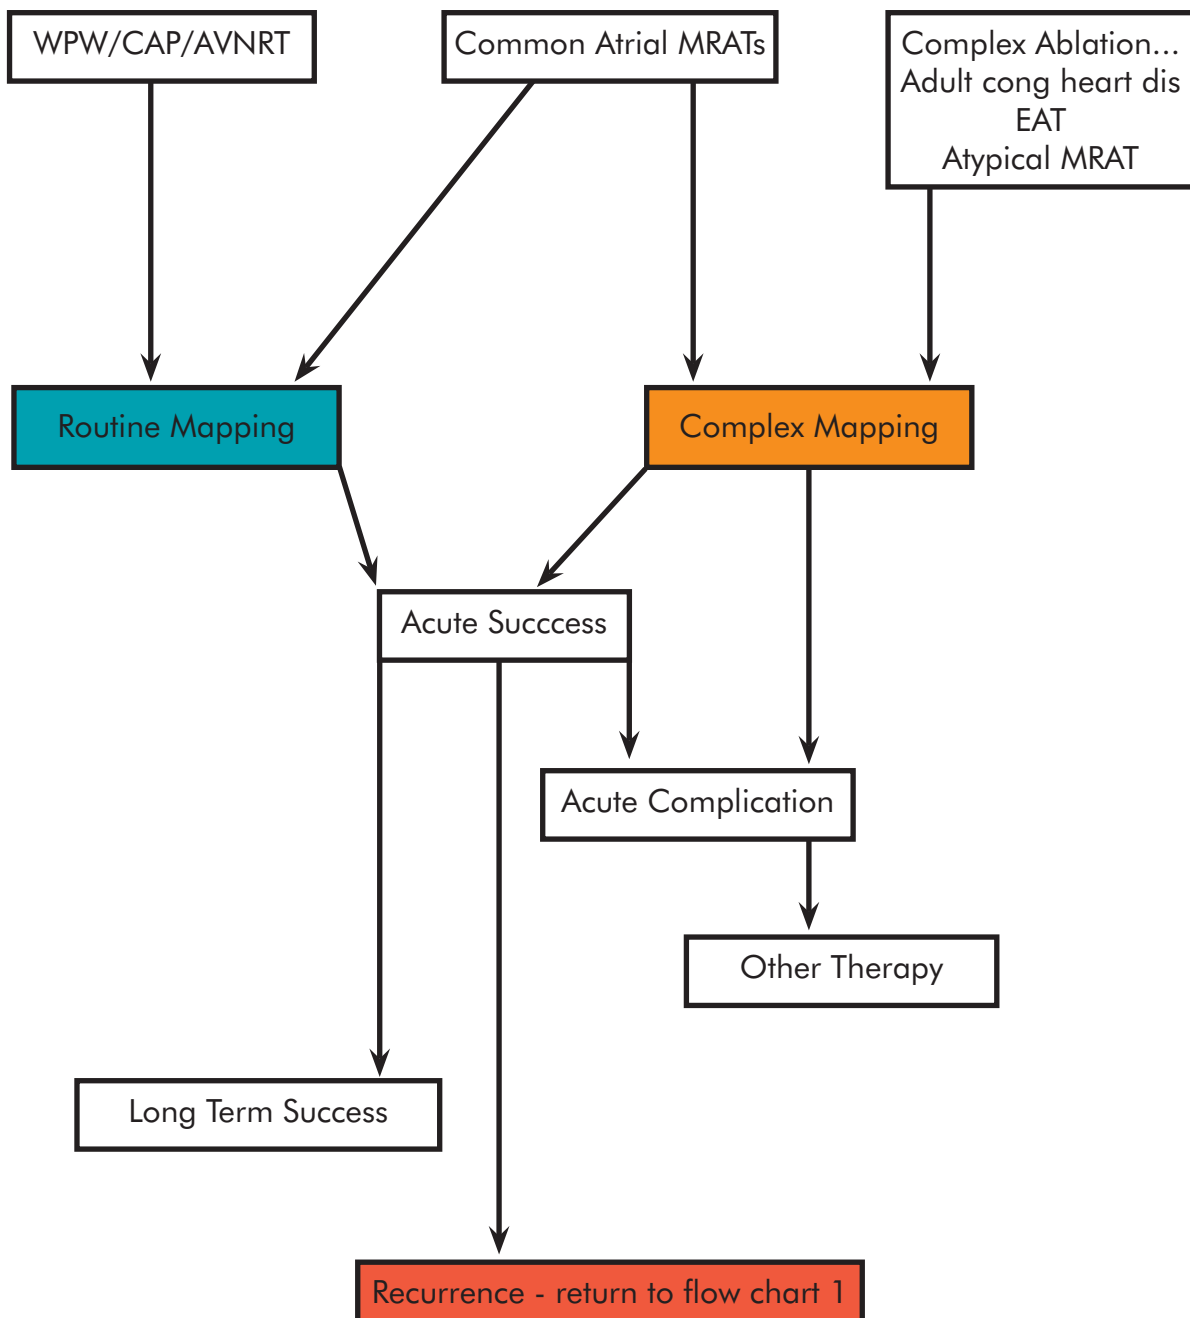 WPW/CAP/AVNRT
Common Atrial MRATs
Complex Ablation...
Adult cong heart dis
EAT
Atypical MRAT
Routine Mapping
Complex Mapping
Acute Succcess
Acute Complication
Other Therapy
Long Term Success
Recurrence - return to flow chart 1